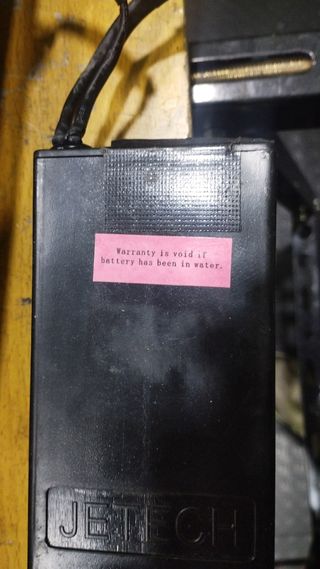 Warranty is void if
battery has been in water.
JETECH